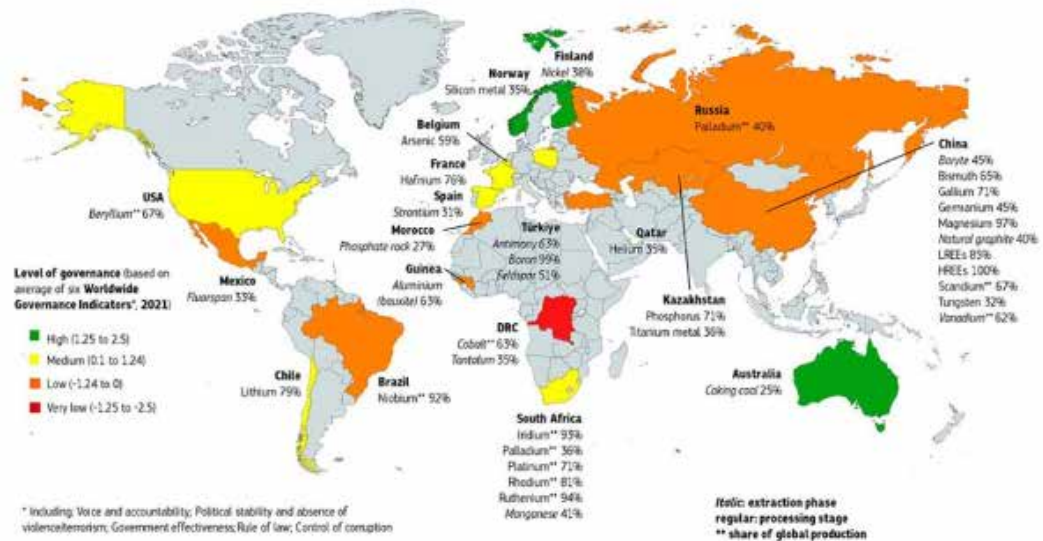 Finland
Nickel 38%
Norway
Silicon metal 35%
Russia
Palladium** 40%
Belgium
Arsenic 59%
China
Baryte 45%
Bismuth 65%
Gallium 71%
Germanium 45%
Magnesium 97%
Natural graphite 40%
LREEs 85%
HREEs 100%
Scandium** 67%
Tungsten 32%
Vanadium** 62%
France
Hafnium 76%
Spain
Strontium 31%
USA
Beryllium** 67%
Morocco
Phosphate rock 27%
Türkiye
Antimony 63%
Boron 99%
Feldspar 51%
Qatar
Helium 35%
Guinea
Aluminium
(bauxite) 63%
Mexico
Fluorspar 33%
Level of governance (based on
average of six Worldwide
Governance Indicators*, 2021)
High (1.25 to 2.5)
Medium (0.1 to 1.24)
Low (-1.24 to 0)
Very low (-1.25 to -2.5)
Kazakhstan
Phosphorus 71%
Titanium metal 36%
DRC
Cobalt** 63%
Tantalum 35%
Chile
Lithium 79%
Brazil
Niobium** 92%
Australia
Coking coal 25%
South Africa
Iridium** 93%
Palladium** 36%
Platinum** 71%
Rhodium** 81%
Ruthenium** 94%
Manganese 41%
* Including: Voice and accountability; Political stability and absence of
violence/terrorism; Government effectiveness; Rule of law; Control of corruption
Italic: extraction phase
regular: processing stage
** share of global production